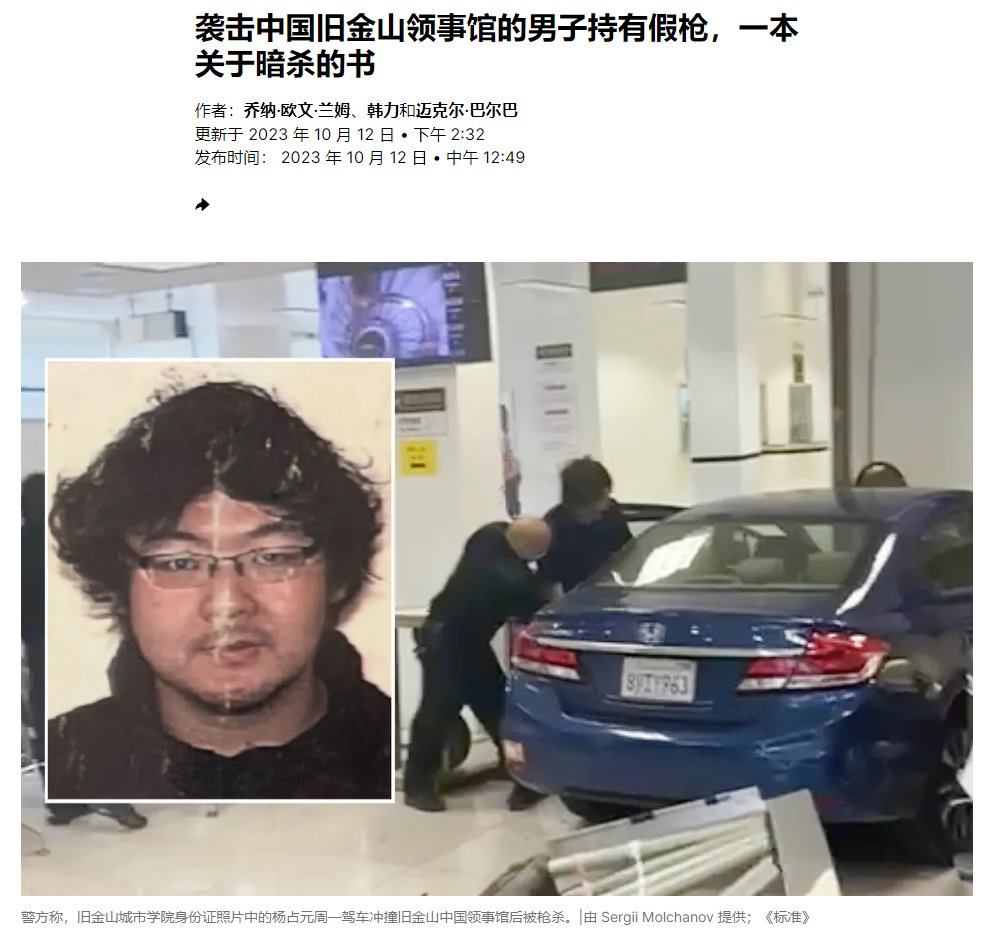 袭击中国旧金山领事馆的男子持有假枪，一本
关于暗杀的书
作者：乔纳·欧文·兰姆、韩力和迈克尔·巴尔巴
更新于 2023 年 10 月 12 日 • 下午 2:32
发布时间： 2023 年 10 月 12 日 • 中午 12:49
8YIY963
警方称，旧金山城市学院身份证照片中的杨占元周一驾车冲撞旧金山中国领事馆后被枪杀。|由 Sergii Molchanov 提供；《标准》